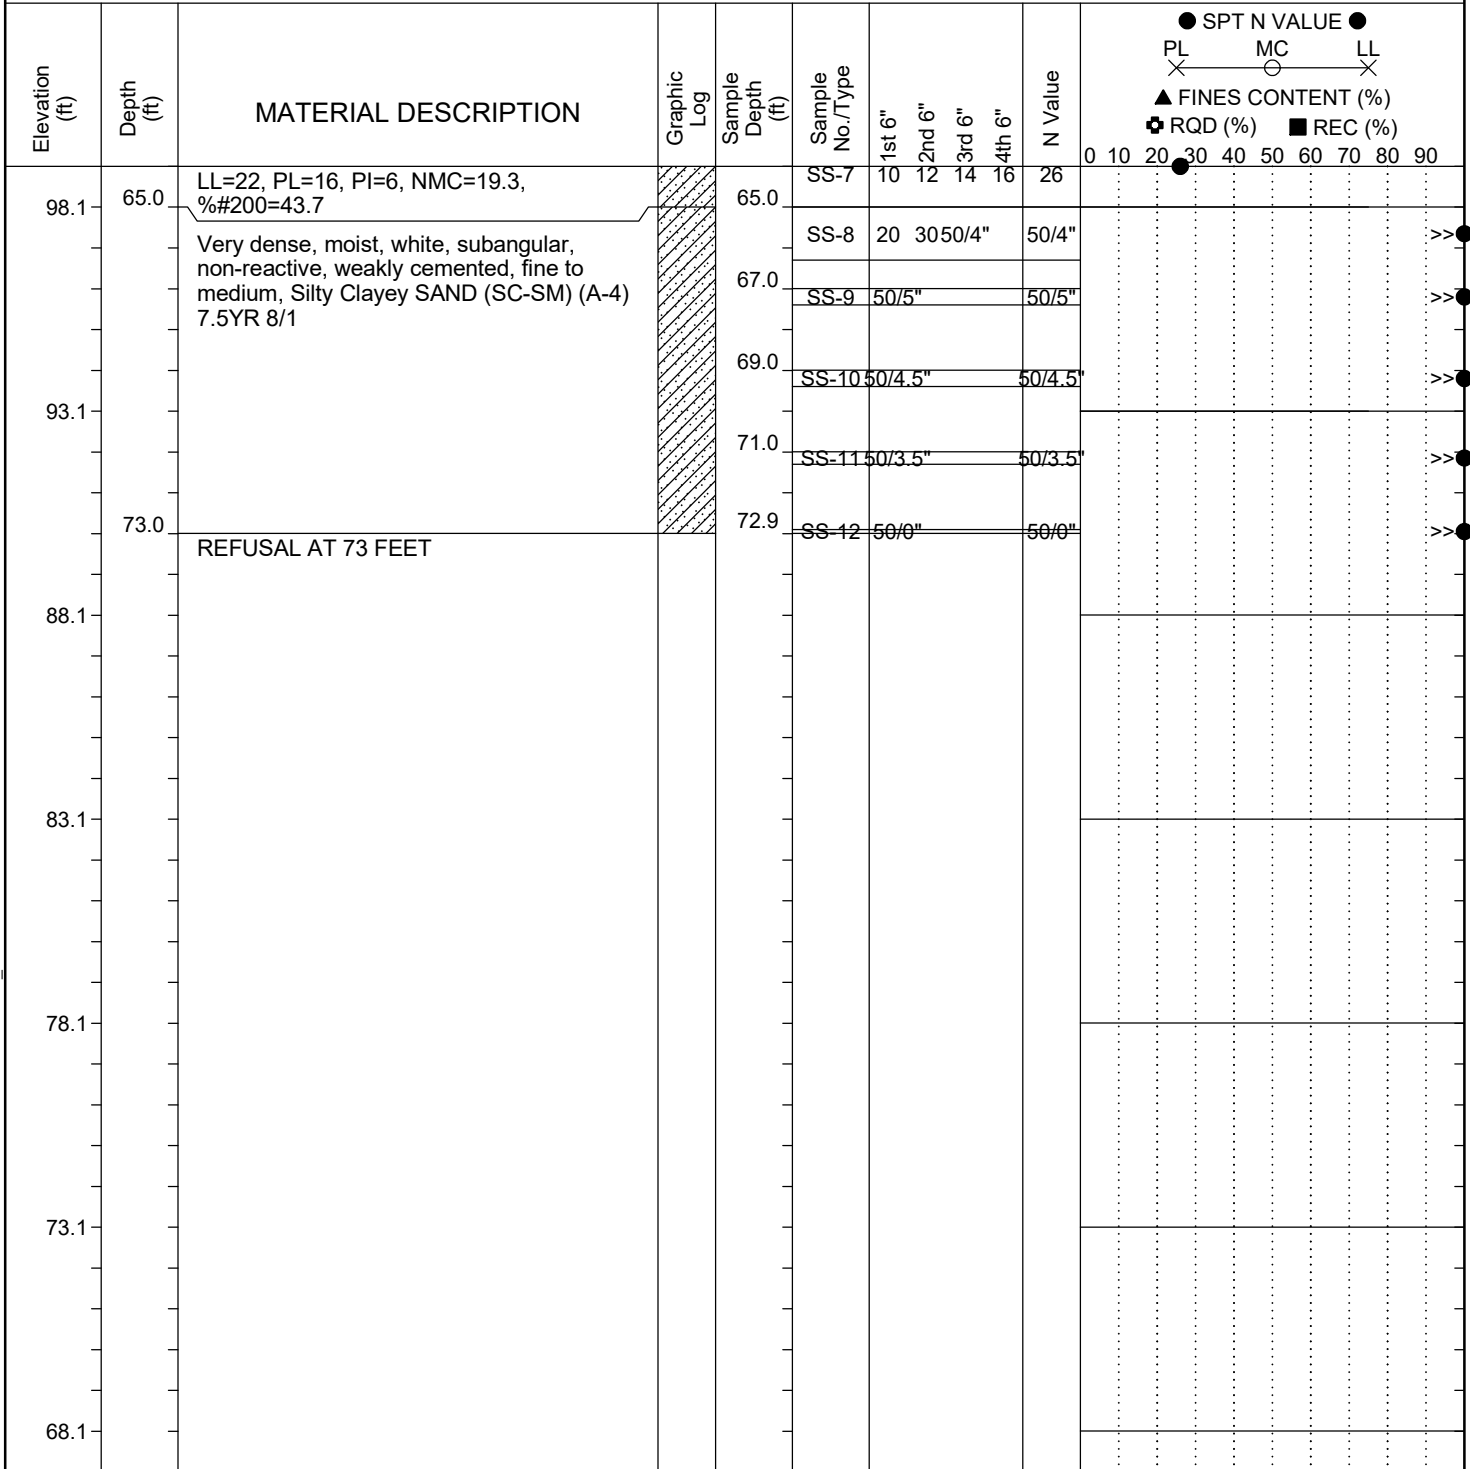 ● SPT N VALUE ●
PL MC LL
▲ FINES CONTENT (%)
RQD (%) ■ REC (%)
0 10 20 30 40 50 60 70 80 90
Elevation
(ft)
Depth
(ft)
MATERIAL DESCRIPTION
Graphic
Log
Sample
Depth
(ft)
Sample
No./Type
1st 6"
2nd 6"
3rd 6"
4th 6"
N Value
LL=22, PL=16, PI=6, NMC=19.3,
%#200=43.7
SS-7 10 12 14 16 26
98.1 65.0 65.0
Very dense, moist, white, subangular,
non-reactive, weakly cemented, fine to
medium, Silty Clayey SAND (SC-SM) (A-4)
7.5YR 8/1
SS-8 20 30 50/4" 50/4" >>
67.0
SS-9 50/5" 50/5" >>
69.0
SS-10 50/4.5" 50/4.5" >>
93.1
71.0
SS-11 50/3.5" 50/3.5" >>
73.0 72.9
SS-12 50/0" 50/0" >>
REFUSAL AT 73 FEET
88.1
83.1
78.1
73.1
68.1